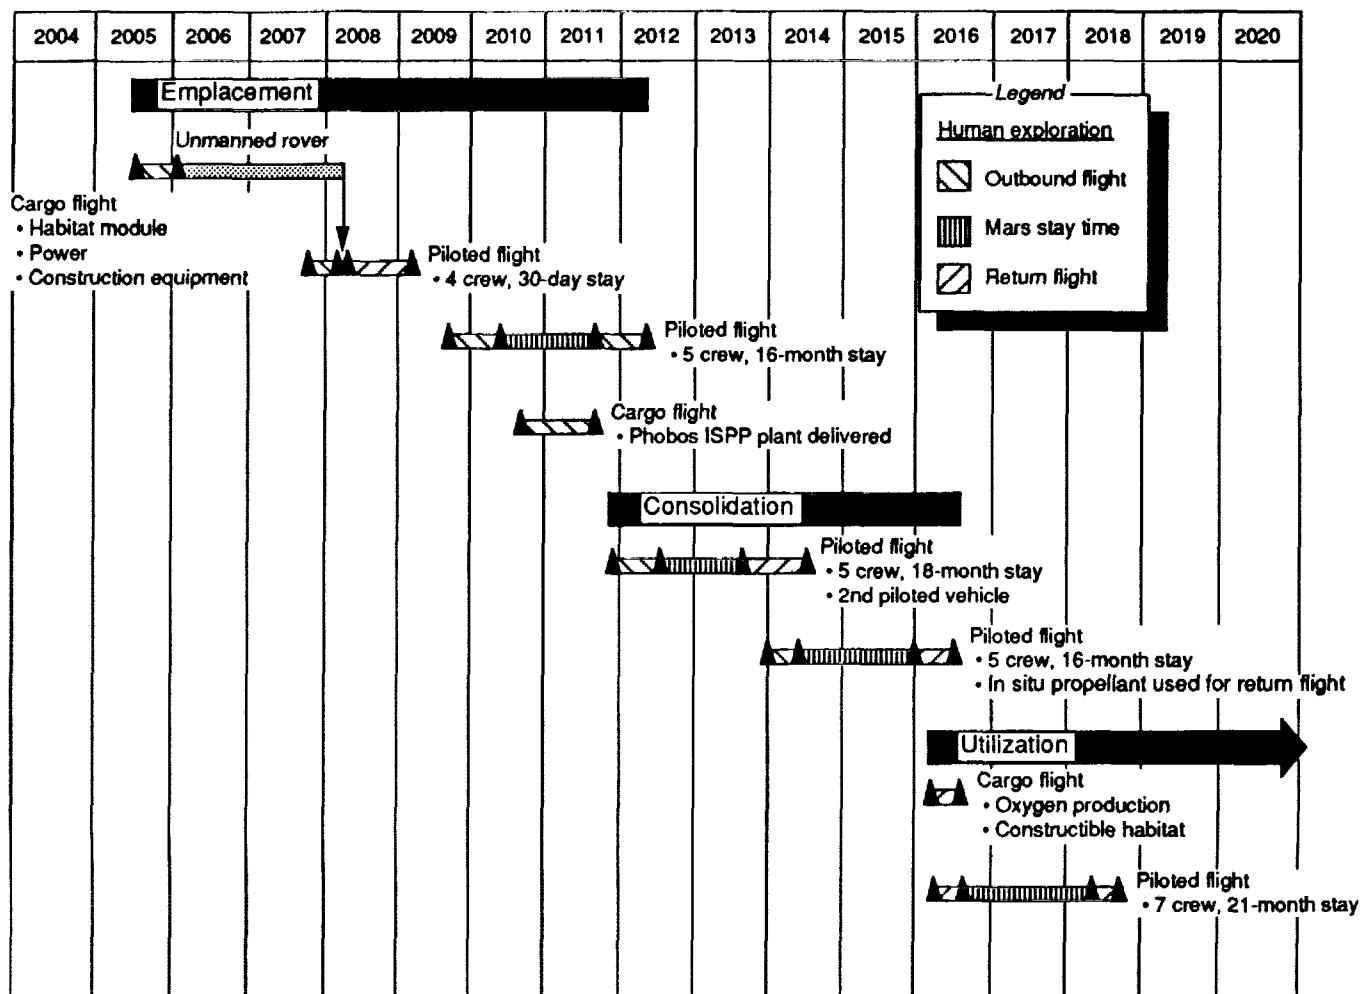 2004 2005 2006 2007 2008 2009 2010 2011 2012 2013 2014 2015 2016 2017 2018 2019 2020
Emplacement
Legend
Human exploration
Outbound flight
Mars stay time
Return flight
Unmanned rover
Cargo flight
• Habitat module
• Power
• Construction equipment
Piloted flight
• 4 crew, 30-day stay
Piloted flight
• 5 crew, 16-month stay
Cargo flight
• Phobos ISPP plant delivered
Consolidation
Piloted flight
• 5 crew, 18-month stay
• 2nd piloted vehicle
Piloted flight
• 5 crew, 16-month stay
• In situ propellant used for return flight
Utilization
Cargo flight
• Oxygen production
• Constructible habitat
Piloted flight
• 7 crew, 21-month stay